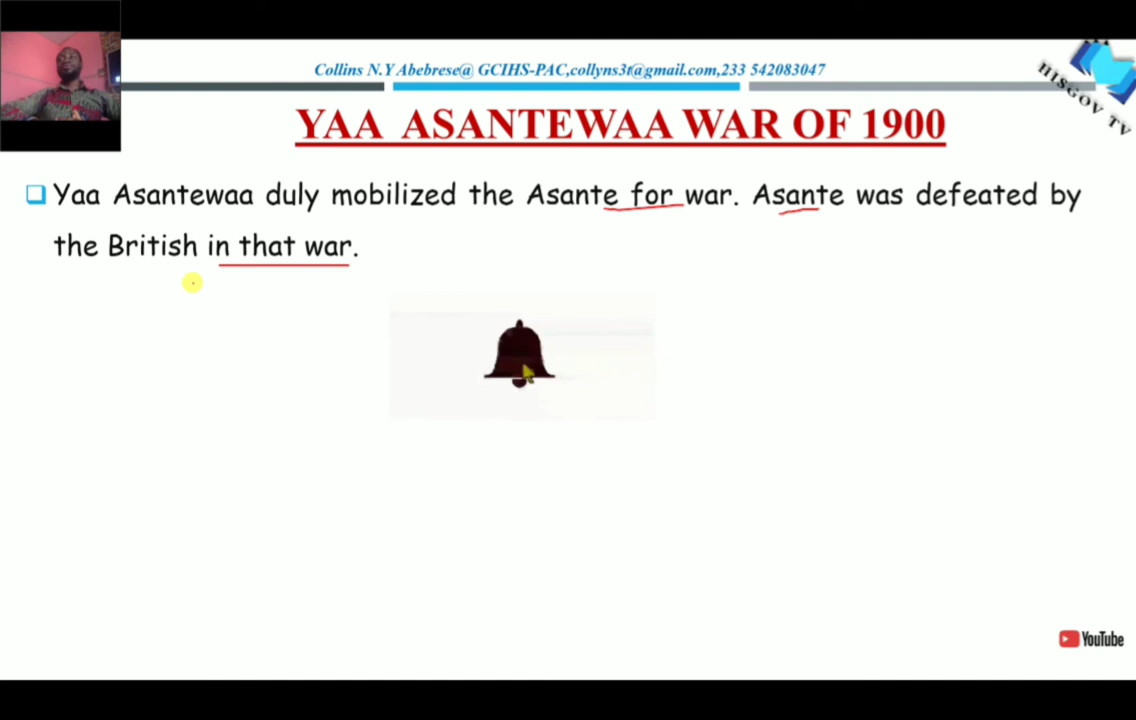 Collins N.Y Abebrese@ GCIHS-PAC,collyns3t@gmail.com,233 542083047
HISGOV TV
YAA ASANTEWAA WAR OF 1900
Yaa Asantewaa duly mobilized the Asante for war. Asante was defeated by
the British in that war.
YouTube